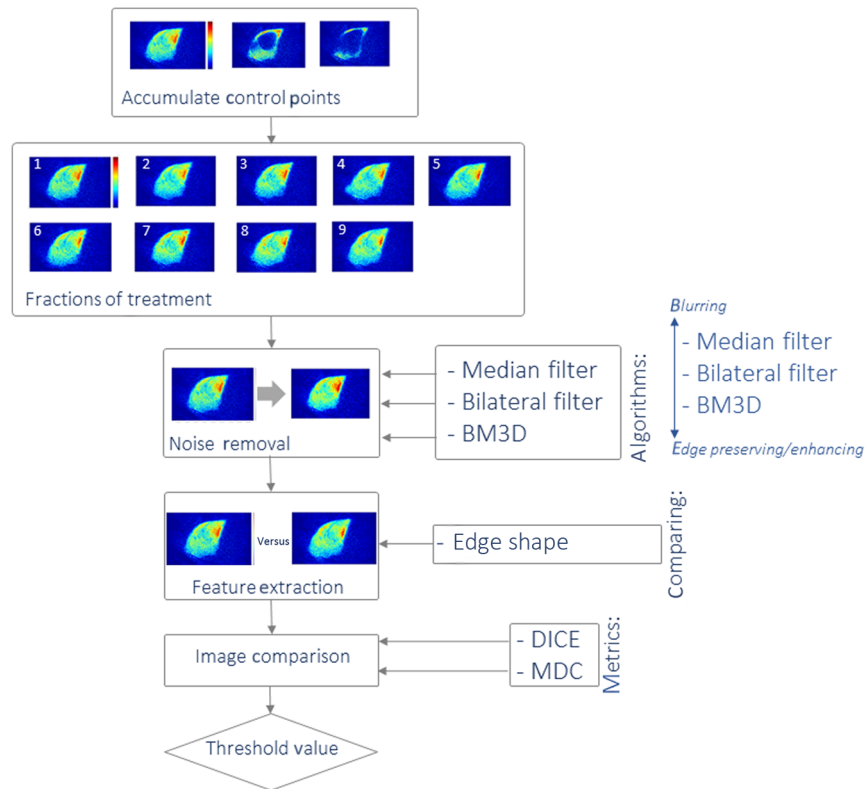 Accumulate control points
1
2
3
4
5
6
7
8
9
Fractions of treatment
Noise removal
- Median filter
- Bilateral filter
- BM3D
Algorithms:
Blurring
- Median filter
- Bilateral filter
- BM3D
Edge preserving/enhancing
Versus
Feature extraction
- Edge shape
Comparing:
Image comparison
- DICE
- MDC
Metrics:
Threshold value